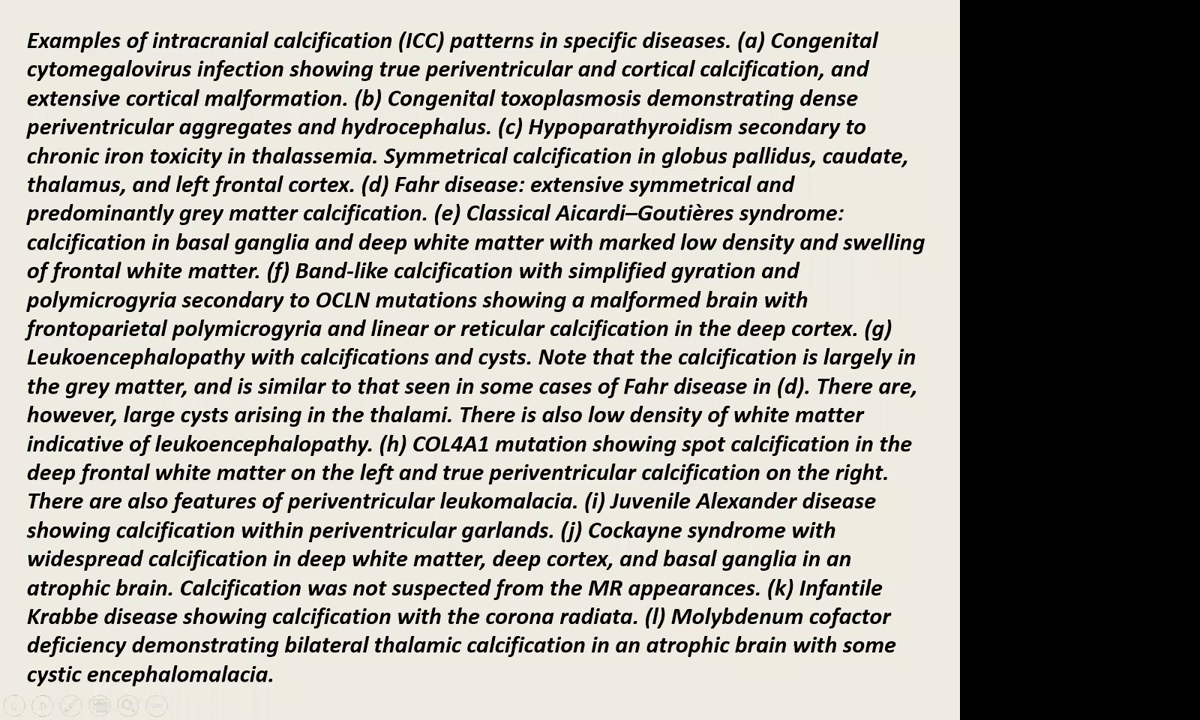 Examples of intracranial calcification (ICC) patterns in specific diseases. (a) Congenital
cytomegalovirus infection showing true periventricular and cortical calcification, and
extensive cortical malformation. (b) Congenital toxoplasmosis demonstrating dense
periventricular aggregates and hydrocephalus. (c) Hypoparathyroidism secondary to
chronic iron toxicity in thalassemia. Symmetrical calcification in globus pallidus, caudate,
thalamus, and left frontal cortex. (d) Fahr disease: extensive symmetrical and
predominantly grey matter calcification. (e) Classical Aicardi–Goutières syndrome:
calcification in basal ganglia and deep white matter with marked low density and swelling
of frontal white matter. (f) Band-like calcification with simplified gyration and
polymicrogyria secondary to OCLN mutations showing a malformed brain with
frontoparietal polymicrogyria and linear or reticular calcification in the deep cortex. (g)
Leukoencephalopathy with calcifications and cysts. Note that the calcification is largely in
the grey matter, and is similar to that seen in some cases of Fahr disease in (d). There are,
however, large cysts arising in the thalami. There is also low density of white matter
indicative of leukoencephalopathy. (h) COL4A1 mutation showing spot calcification in the
deep frontal white matter on the left and true periventricular calcification on the right.
There are also features of periventricular leukomalacia. (i) Juvenile Alexander disease
showing calcification within periventricular garlands. (j) Cockayne syndrome with
widespread calcification in deep white matter, deep cortex, and basal ganglia in an
atrophic brain. Calcification was not suspected from the MR appearances. (k) Infantile
Krabbe disease showing calcification with the corona radiata. (l) Molybdenum cofactor
deficiency demonstrating bilateral thalamic calcification in an atrophic brain with some
cystic encephalomalacia.